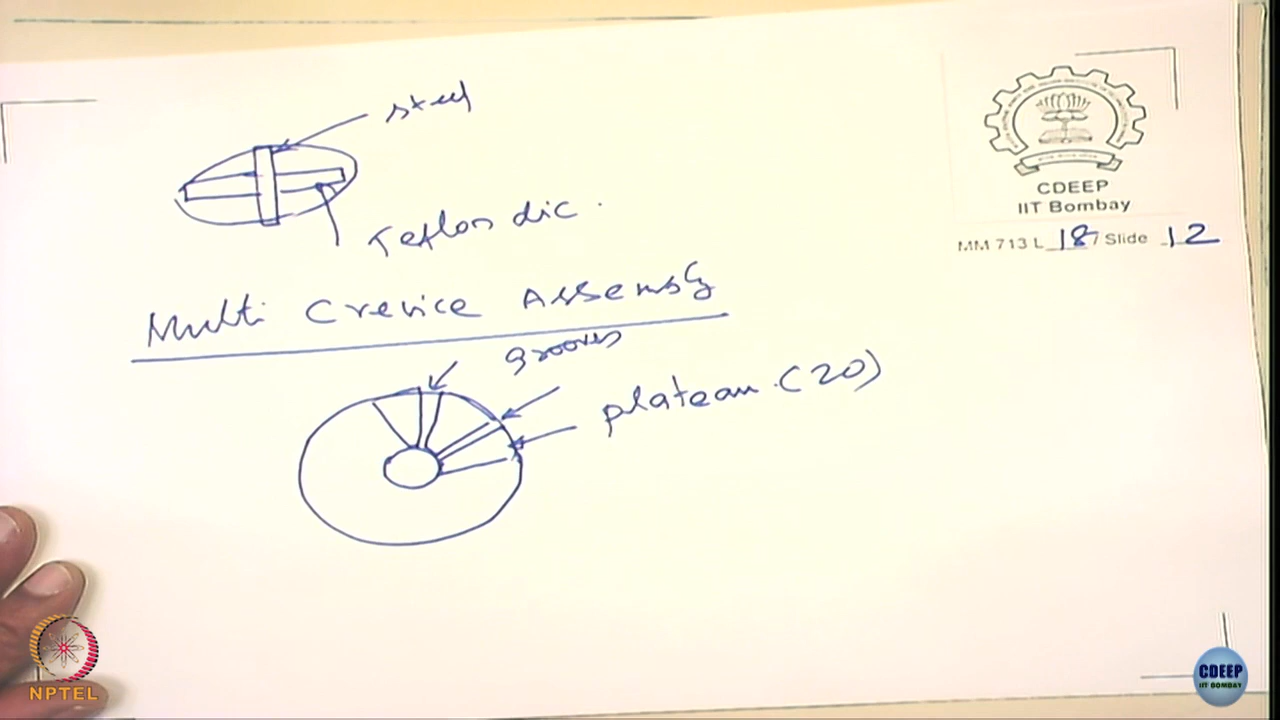 steel
Teflon dic.
Multi Crevice Assembly
grooves
plateau (20)
CDEEP
IIT Bombay
MM 713 L 18 / Slide 12
NPTEL
CDEEP
IIT BOMBAY